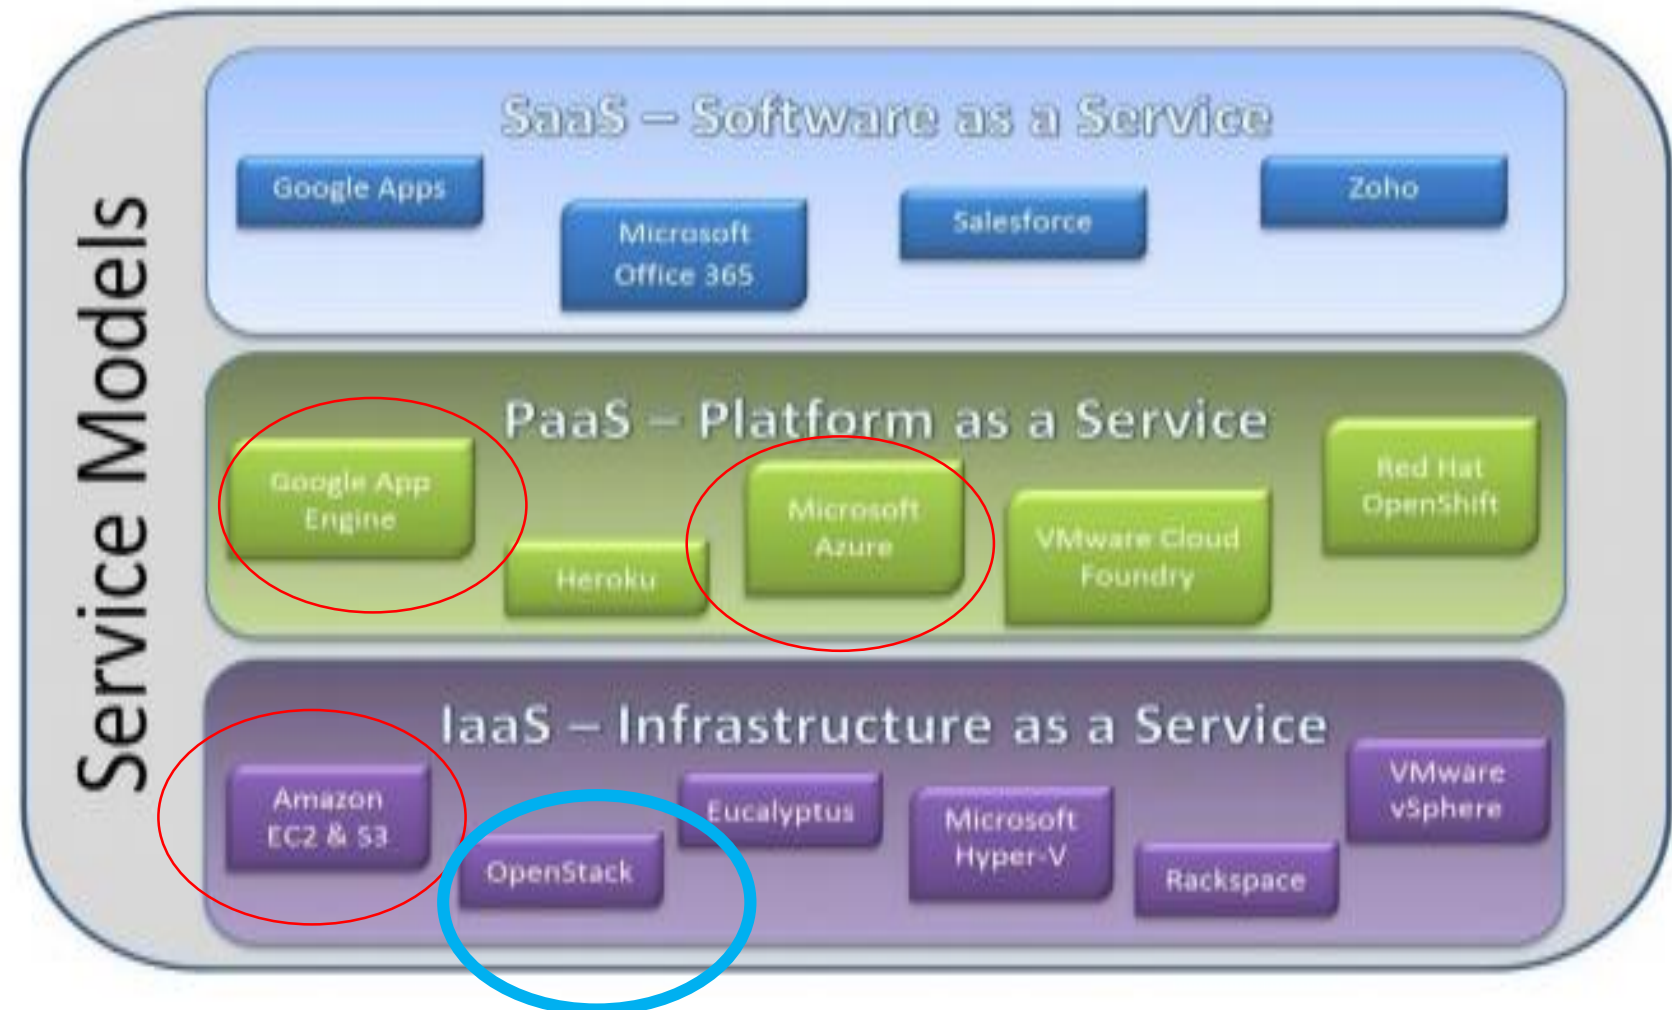 Service Models
SaaS – Software as a Service
Google Apps
Microsoft
Office 365
Salesforce
Zoho
PaaS – Platform as a Service
Google App
Engine
Heroku
Microsoft
Azure
VMware Cloud
Foundry
Red Hat
OpenShift
IaaS – Infrastructure as a Service
Amazon
EC2 & S3
OpenStack
Eucalyptus
Microsoft
Hyper-V
Rackspace
VMware
vSphere